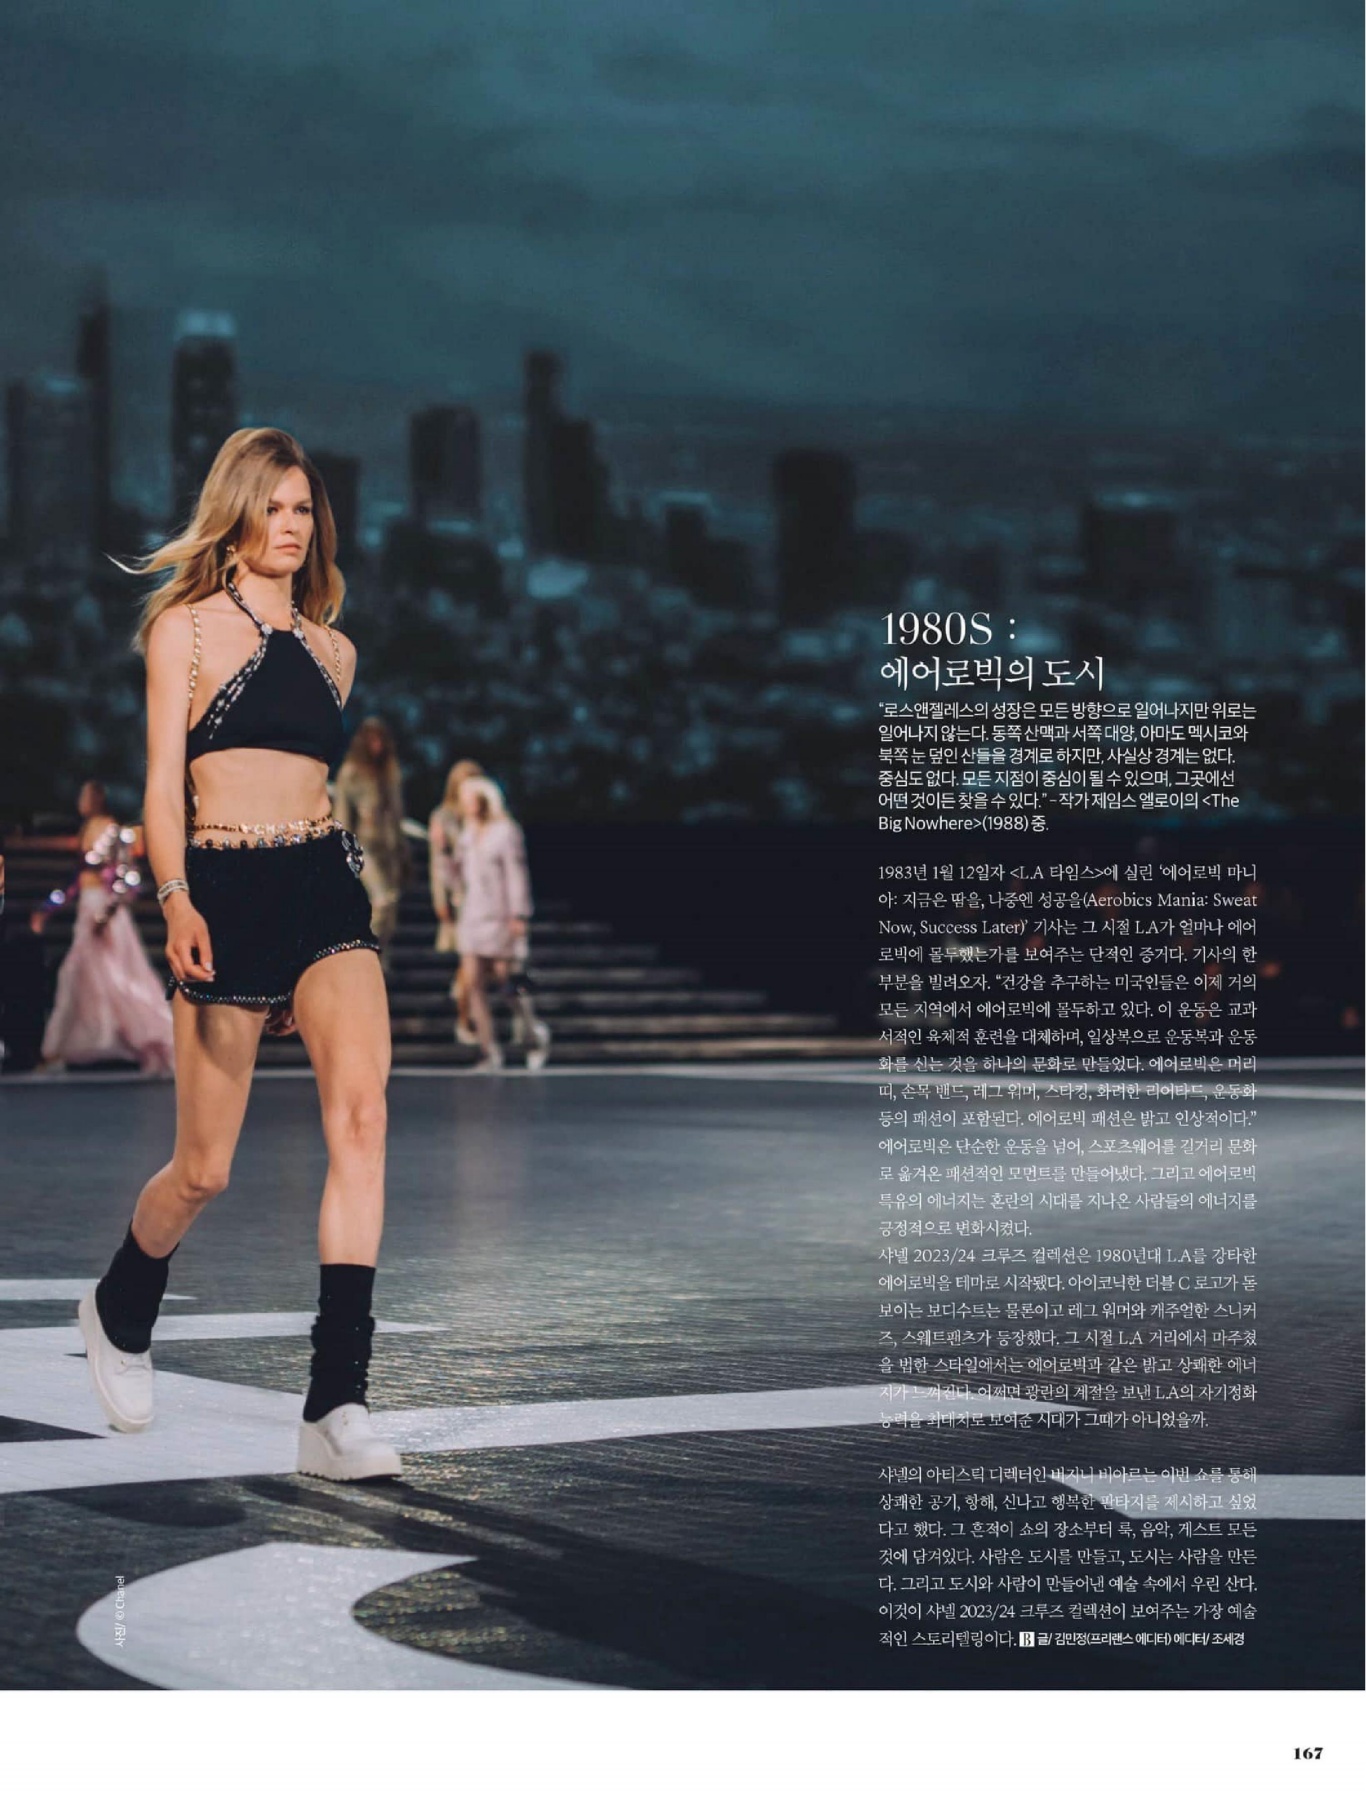 1980S :
에어로빅의 도시
“로스앤젤레스의 성장은 모든 방향으로 일어나지만 위로는
일어나지 않는다. 동쪽 산맥과 서쪽 대양, 아마도 멕시코와
북쪽 눈 덮인 산들을 경계로 하지만, 사실상 경계는 없다.
중심도 없다. 모든 지점이 중심이 될 수 있으며, 그곳에선
어떤 것이든 찾을 수 있다.” – 작가 제임스 엘로이의 <The
Big Nowhere>(1988) 중.
1983년 1월 12일자 <L.A 타임스>에 실린 ‘에어로빅 마니
아: 지금은 땀을, 나중엔 성공을(Aerobics Mania: Sweat
Now, Success Later)’ 기사는 그 시절 L.A가 얼마나 에어
로빅에 몰두했는가를 보여주는 단적인 증거다. 기사의 한
부분을 빌려오자. “건강을 추구하는 미국인들은 이제 거의
모든 지역에서 에어로빅에 몰두하고 있다. 이 운동은 교과
서적인 육체적 훈련을 대체하며, 일상복으로 운동복과 운동
화를 신는 것을 하나의 문화로 만들었다. 에어로빅은 머리
띠, 손목 밴드, 레그 워머, 스타킹, 화려한 리어타드, 운동화
등의 패션이 포함된다. 에어로빅 패션은 밝고 인상적이다.”
에어로빅은 단순한 운동을 넘어, 스포츠웨어를 길거리 문화
로 옮겨온 패션적인 모먼트를 만들어냈다. 그리고 에어로빅
특유의 에너지는 혼란의 시대를 지나온 사람들의 에너지를
긍정적으로 변화시켰다.
샤넬 2023/24 크루즈 컬렉션은 1980년대 L.A를 강타한
에어로빅을 테마로 시작됐다. 아이코닉한 더블 C 로고가 돋
보이는 보디수트는 물론이고 레그 워머와 캐주얼한 스니커
즈, 스웨트팬츠가 등장했다. 그 시절 L.A 거리에서 마주쳤
을 법한 스타일에서는 에어로빅과 같은 밝고 상쾌한 에너
지가 느껴진다. 어쩌면 광란의 계절을 보낸 L.A의 자기정화
능력을 최대치로 보여준 시대가 그때가 아니었을까.
샤넬의 아티스틱 디렉터인 버지니 비아르는 이번 쇼를 통해
상쾌한 공기, 항해, 신나고 행복한 판타지를 제시하고 싶었
다고 했다. 그 흔적이 쇼의 장소부터 룩, 음악, 게스트 모든
것에 담겨있다. 사람은 도시를 만들고, 도시는 사람을 만든
다. 그리고 도시와 사람이 만들어낸 예술 속에서 우린 산다.
이것이 샤넬 2023/24 크루즈 컬렉션이 보여주는 가장 예술
적인 스토리텔링이다. B 글/ 김민정(프리랜스 에디터) 에디터/ 조세경
사진/ © Chanel
167